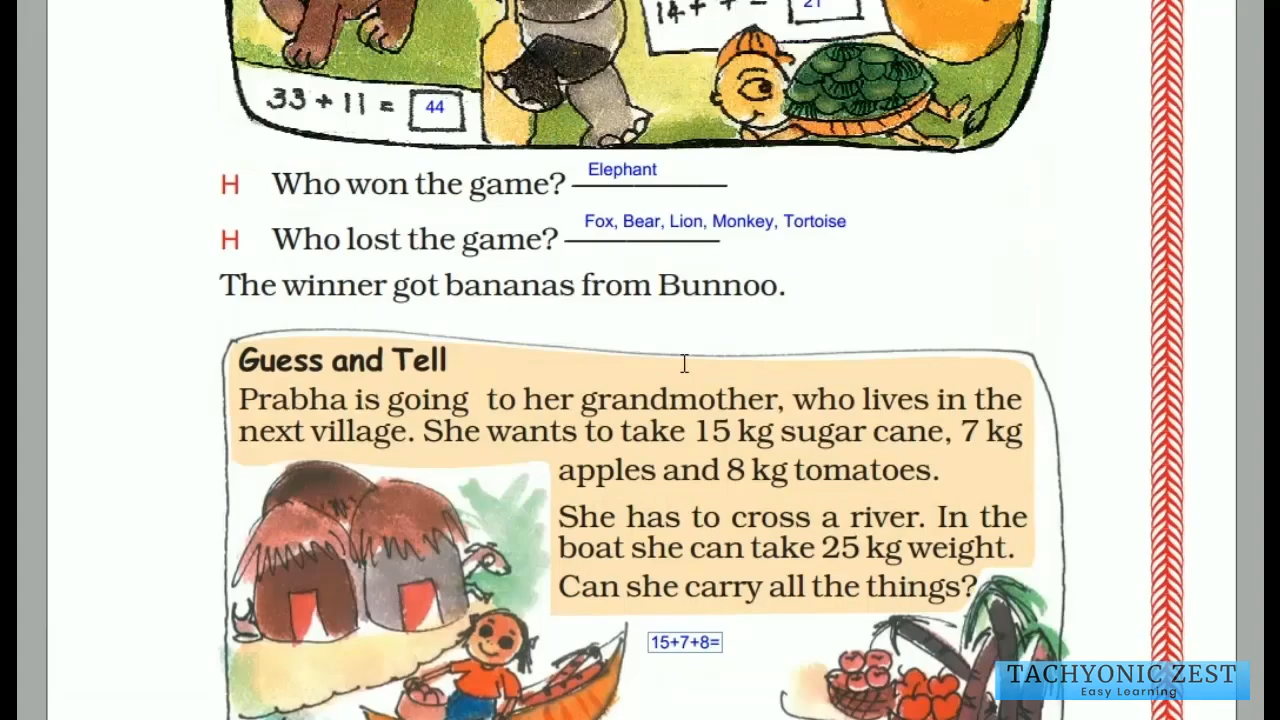 14 + 7 = 21
33 + 11 = 44
H Who won the game? Elephant
H Who lost the game? Fox, Bear, Lion, Monkey, Tortoise
The winner got bananas from Bunnoo.
Guess and Tell
Prabha is going to her grandmother, who lives in the
next village. She wants to take 15 kg sugar cane, 7 kg
apples and 8 kg tomatoes.
She has to cross a river. In the
boat she can take 25 kg weight.
Can she carry all the things?
15+7+8=
TACHYONIC ZEST
Easy Learning